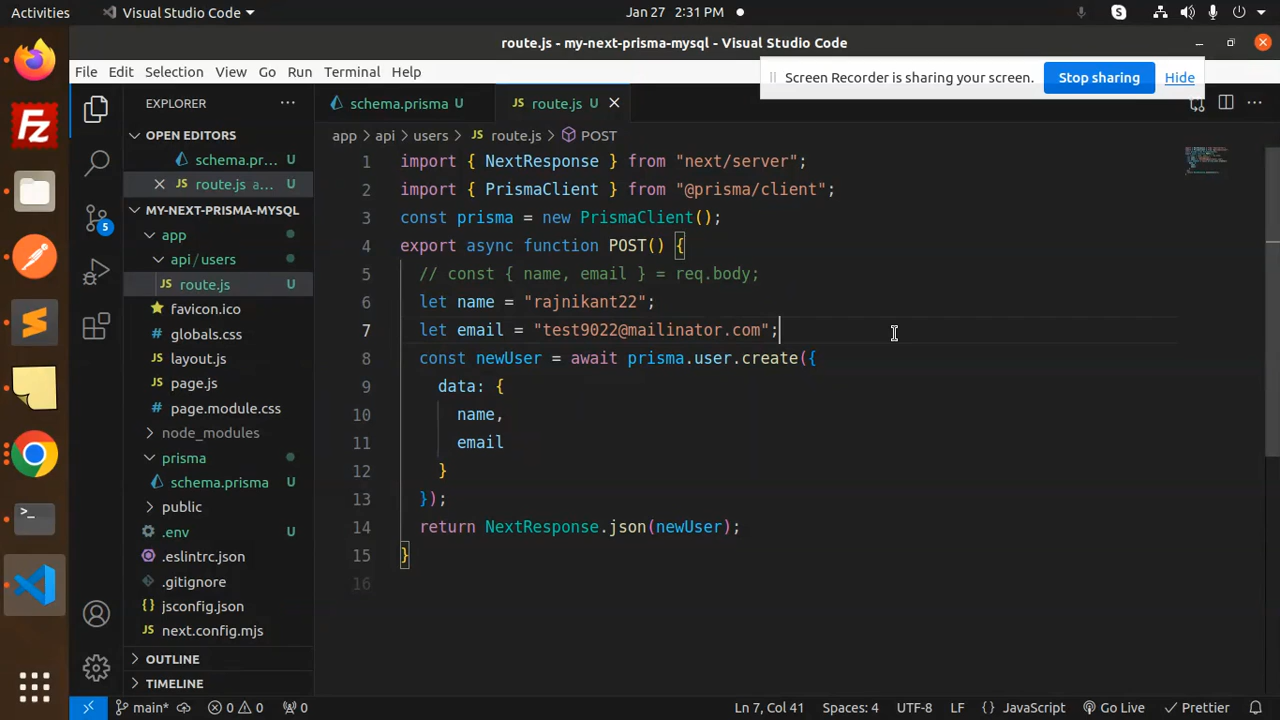 Activities
Visual Studio Code
Jan 27 2:31 PM
route.js - my-next-prisma-mysql - Visual Studio Code
File Edit Selection View Go Run Terminal Help
Screen Recorder is sharing your screen. Stop sharing Hide
EXPLORER
schema.prisma U
JS route.js U
OPEN EDITORS
schema.pr... U
JS route.js a... U
MY-NEXT-PRISMA-MYSQL
app
api/users
JS route.js U
favicon.ico
# globals.css
JS layout.js
JS page.js
# page.module.css
node_modules
prisma
schema.prisma U
public
.env U
.eslintrc.json
.gitignore
{} jsconfig.json
JS next.config.mjs
OUTLINE
TIMELINE
app > api > users > JS route.js > POST
1 import { NextResponse } from "next/server";
2 import { PrismaClient } from "@prisma/client";
3 const prisma = new PrismaClient();
4 export async function POST() {
5 // const { name, email } = req.body;
6 let name = "rajnikant22";
7 let email = "test9022@mailinator.com";
8 const newUser = await prisma.user.create({
9 data: {
10 name,
11 email
12 }
13 });
14 return NextResponse.json(newUser);
15 }
16
5
main* 0 0 0 Ln 7, Col 41 Spaces: 4 UTF-8 LF {} JavaScript Go Live Prettier